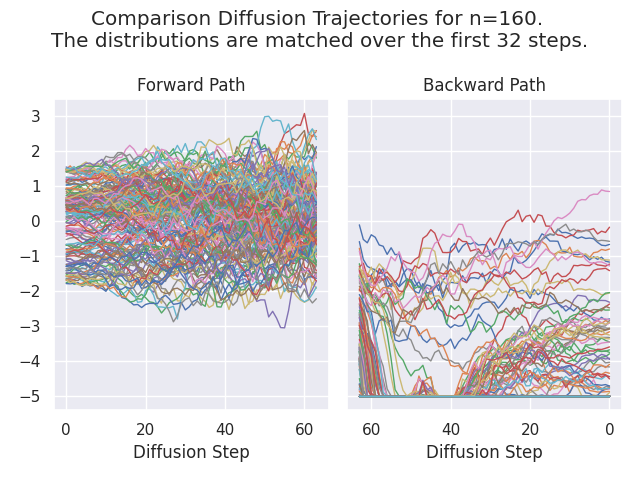 Comparison Diffusion Trajectories for n=160.
The distributions are matched over the first 32 steps.
Forward Path
Backward Path
3
2
1
0
−1
−2
−3
−4
−5
0 20 40 60
60 40 20 0
Diffusion Step
Diffusion Step